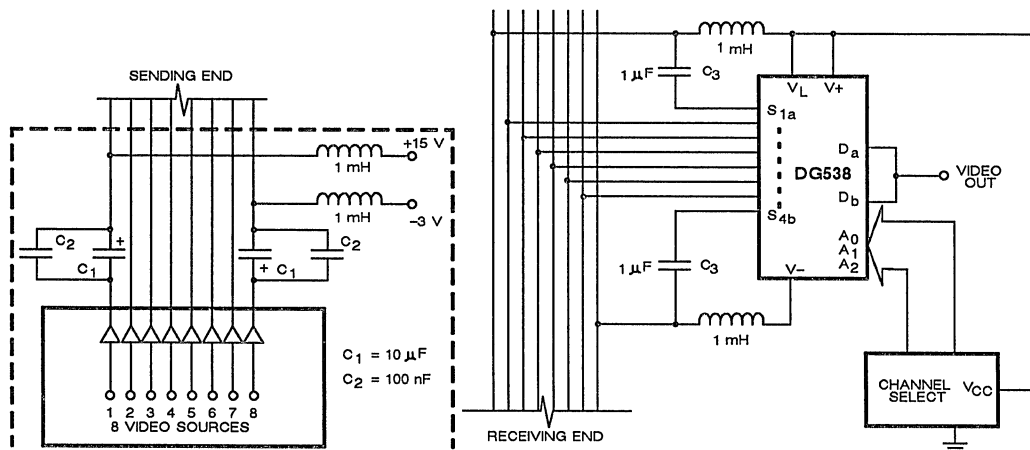 SENDING END
+15 V
1 mH
–3 V
1 mH
C2
C1
+
+
C1
C2
C1 = 10 µF
C2 = 100 nF
1 2 3 4 5 6 7 8
8 VIDEO SOURCES
1 mH
1 µF
C3
VL
V+
S1a
DG538
Da
Db
VIDEO OUT
S4b
A0
A1
A2
1 µF
C3
V–
1 mH
CHANNEL SELECT
VCC
RECEIVING END